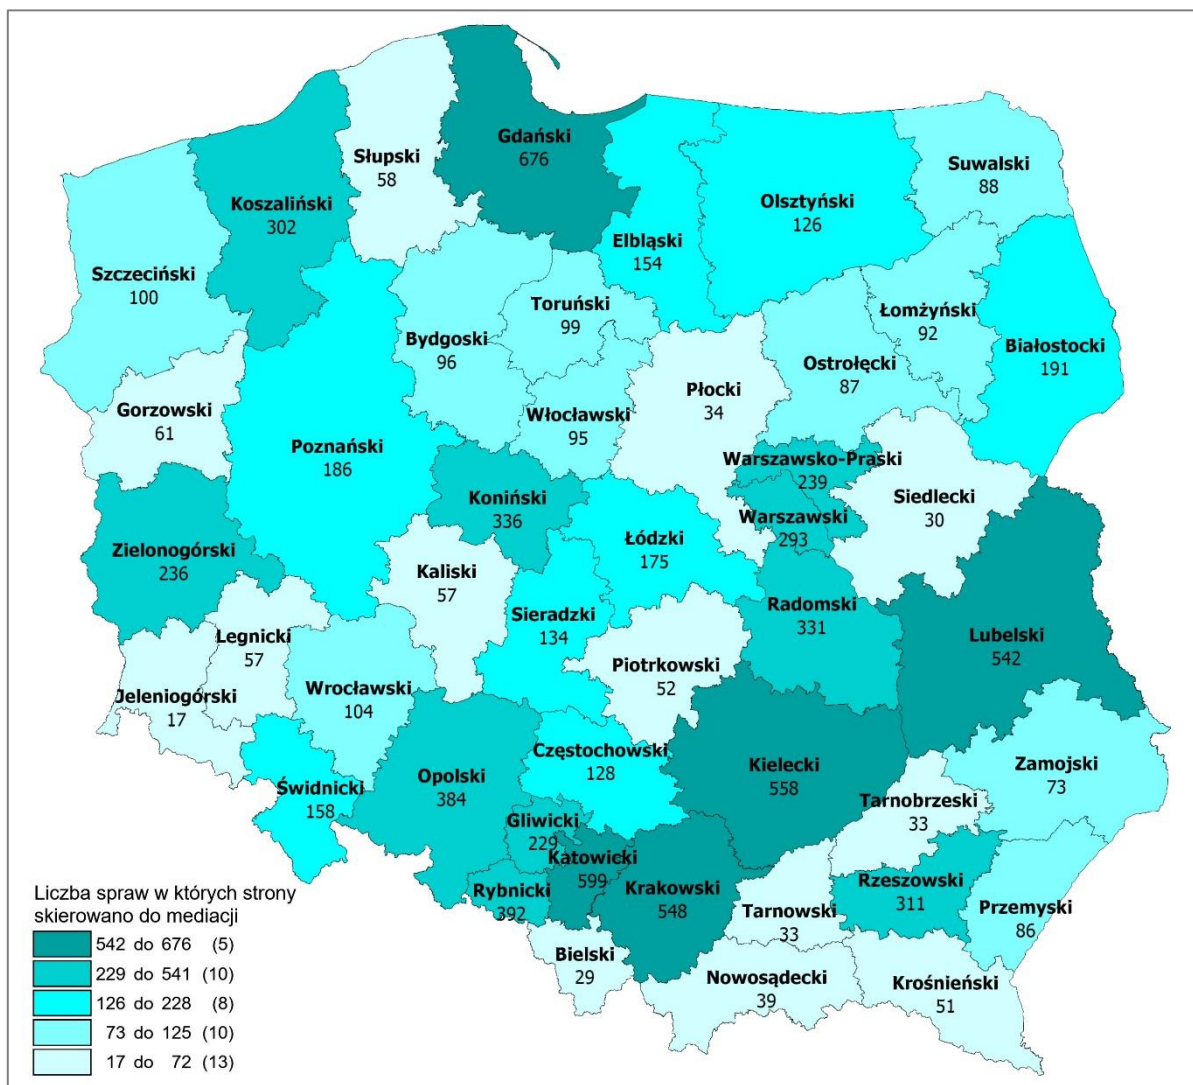 Gdański
676
Słupski
58
Suwalski
88
Koszaliński
302
Olsztyński
126
Elbląski
154
Szczeciński
100
Toruński
99
Łomżyński
92
Bydgoski
96
Białostocki
191
Ostrołęcki
87
Płocki
34
Gorzowski
61
Włocławski
95
Poznański
186
Warszawsko-Praski
239
Siedlecki
30
Koniński
336
Warszawski
293
Łódzki
175
Zielonogórski
236
Kaliski
57
Radomski
331
Sieradzki
134
Legnicki
57
Lubelski
542
Piotrkowski
52
Wrocławski
104
Jeleniogórski
17
Częstochowski
128
Kielecki
558
Zamojski
73
Opolski
384
Świdnicki
158
Tarnobrzeski
33
Gliwicki
229
Katowicki
599
Rzeszowski
311
Krakowski
548
Rybnicki
392
Tarnowski
33
Przemyski
86
Bielski
29
Nowosądecki
39
Krośnieński
51
Liczba spraw w których strony
skierowano do mediacji
542 do 676 (5)
229 do 541 (10)
126 do 228 (8)
73 do 125 (10)
17 do 72 (13)